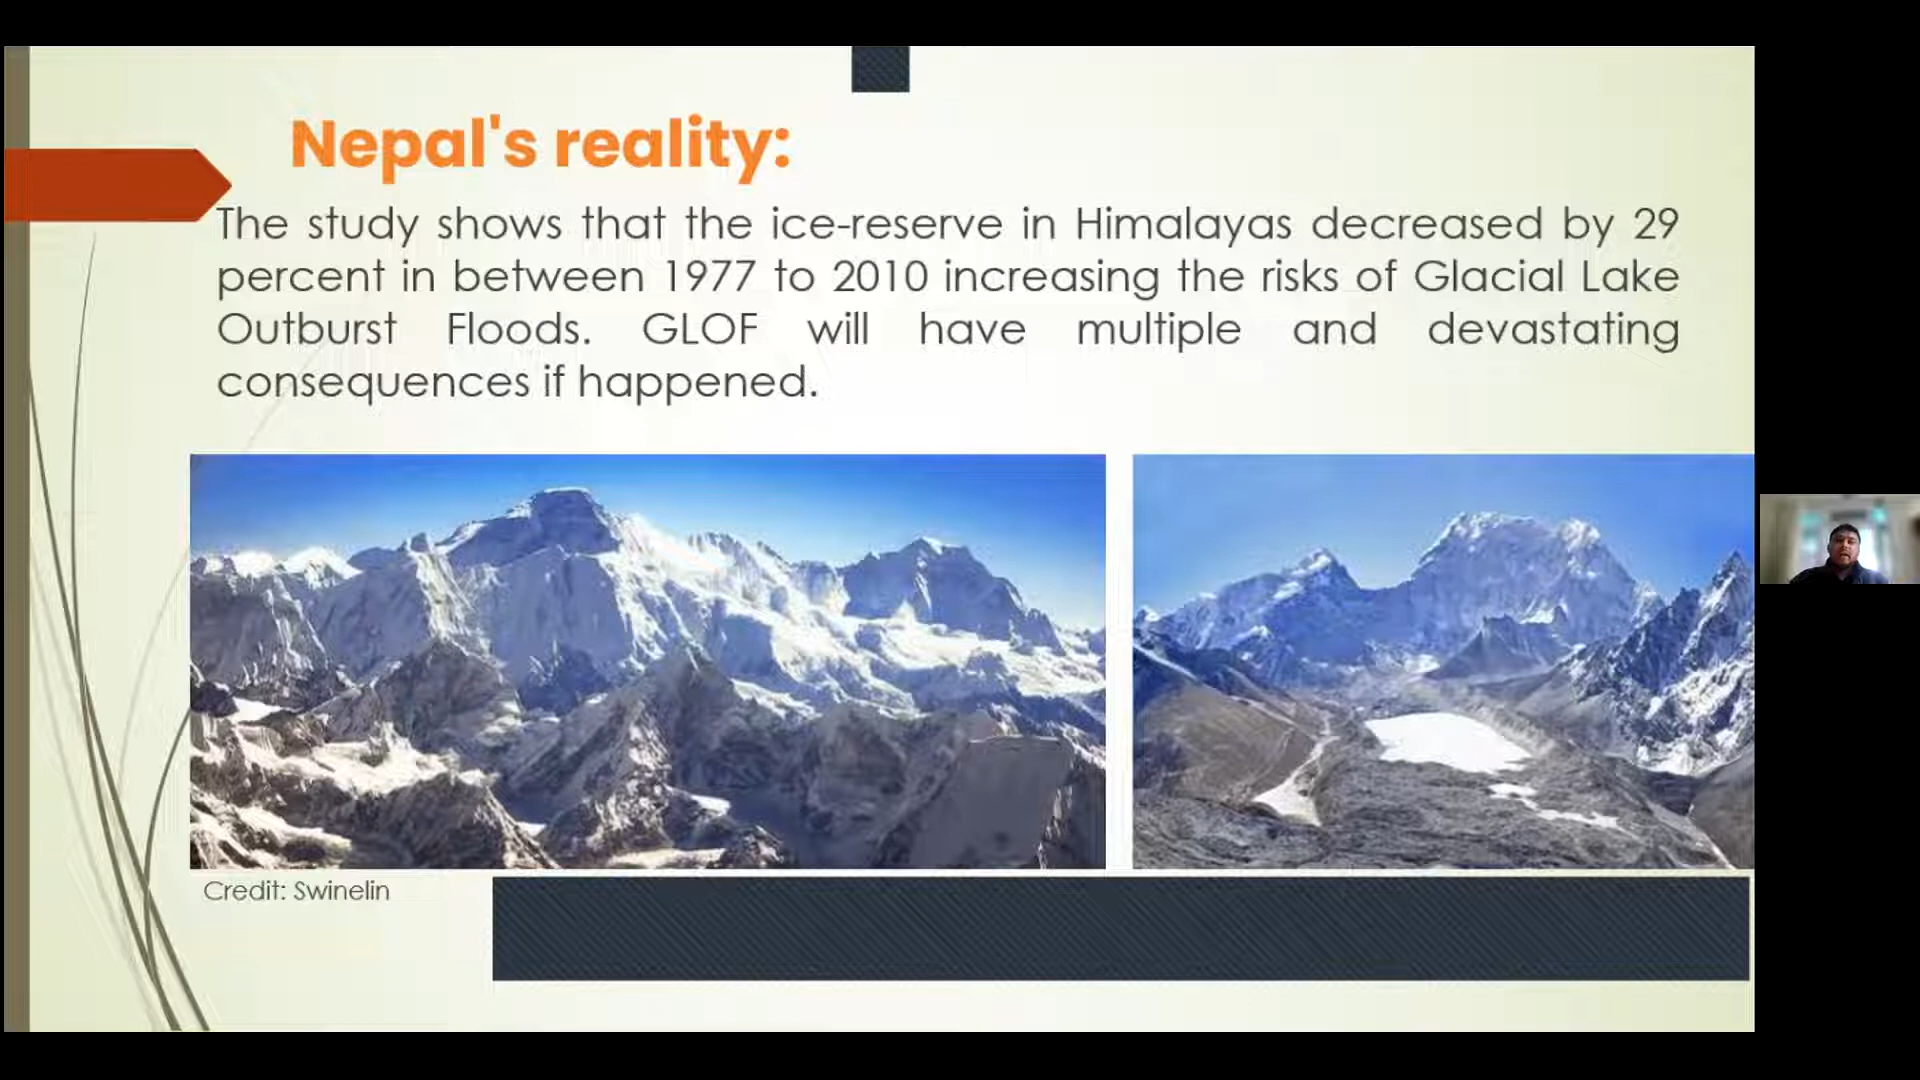 Nepal's reality:
The study shows that the ice-reserve in Himalayas decreased by 29
percent in between 1977 to 2010 increasing the risks of Glacial Lake
Outburst Floods. GLOF will have multiple and devastating
consequences if happened.
Credit: Swinelin